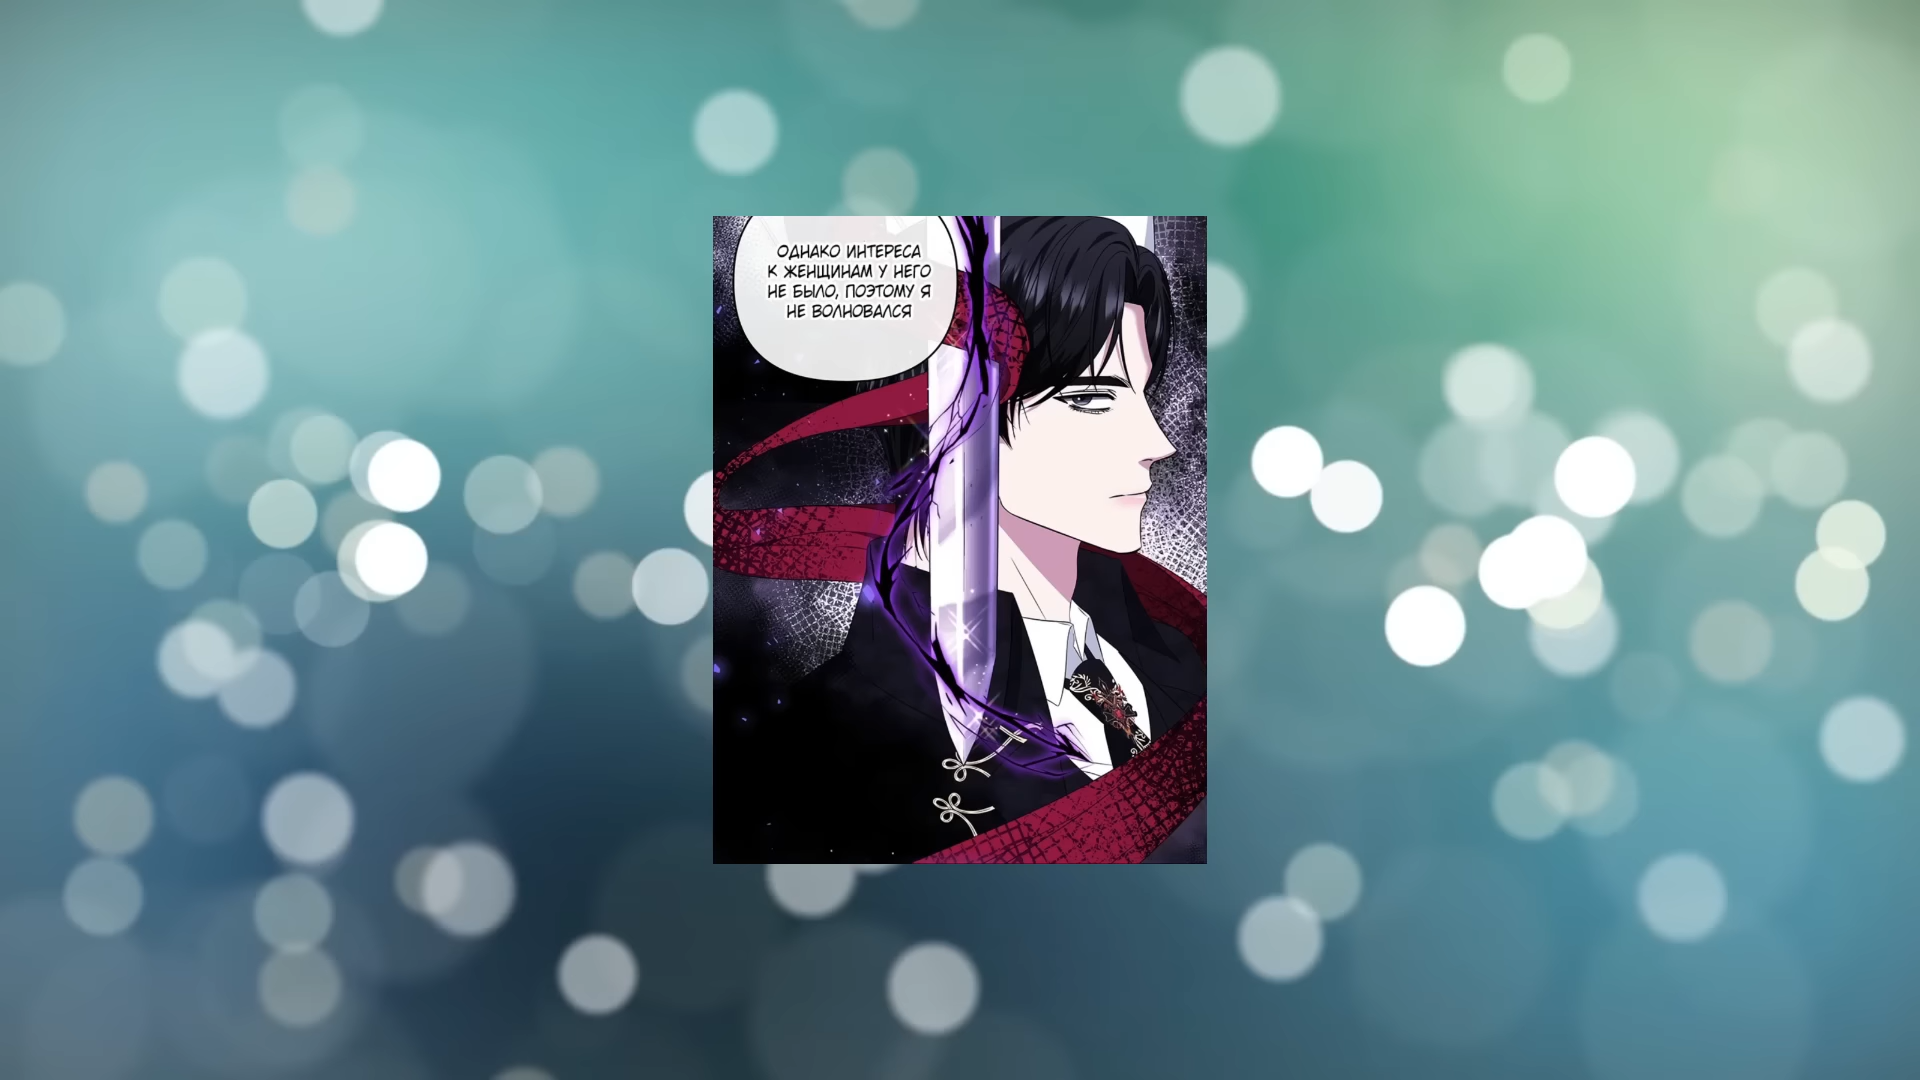 ОДНАКО ИНТЕРЕСА
К ЖЕНЩИНАМ У НЕГО
НЕ БЫЛО, ПОЭТОМУ Я
НЕ ВОЛНОВАЛСЯ